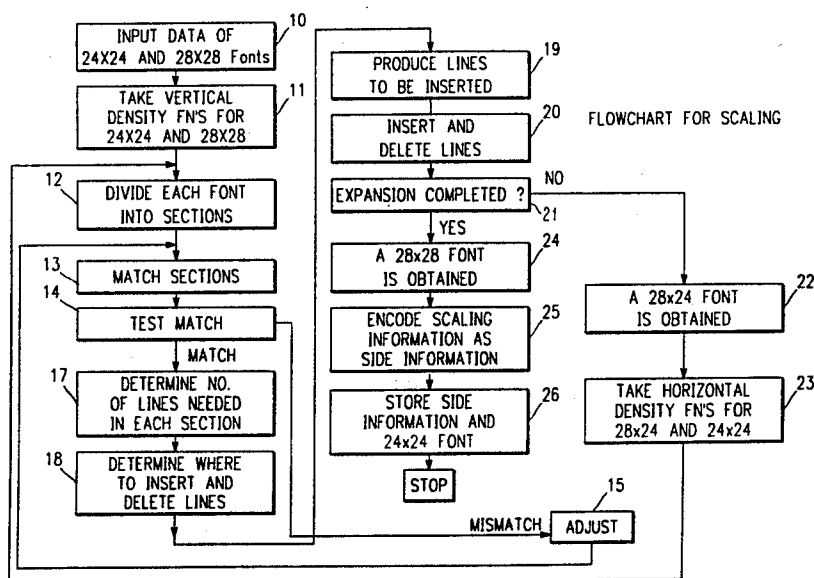 10
INPUT DATA OF
24X24 AND 28X28 Fonts
11
TAKE VERTICAL
DENSITY FN'S FOR
24X24 AND 28X28
12
DIVIDE EACH FONT
INTO SECTIONS
13
MATCH SECTIONS
14
TEST MATCH
MATCH
17
DETERMINE NO.
OF LINES NEEDED
IN EACH SECTION
18
DETERMINE WHERE
TO INSERT AND
DELETE LINES
19
PRODUCE LINES
TO BE INSERTED
20
INSERT AND
DELETE LINES
EXPANSION COMPLETED ?
21
NO
YES
24
A 28x28 FONT
IS OBTAINED
25
ENCODE SCALING
INFORMATION AS
SIDE INFORMATION
26
STORE SIDE
INFORMATION AND
24x24 FONT
STOP
FLOWCHART FOR SCALING
22
A 28x24 FONT
IS OBTAINED
23
TAKE HORIZONTAL
DENSITY FN'S FOR
28x24 AND 24x24
15
MISMATCH
ADJUST